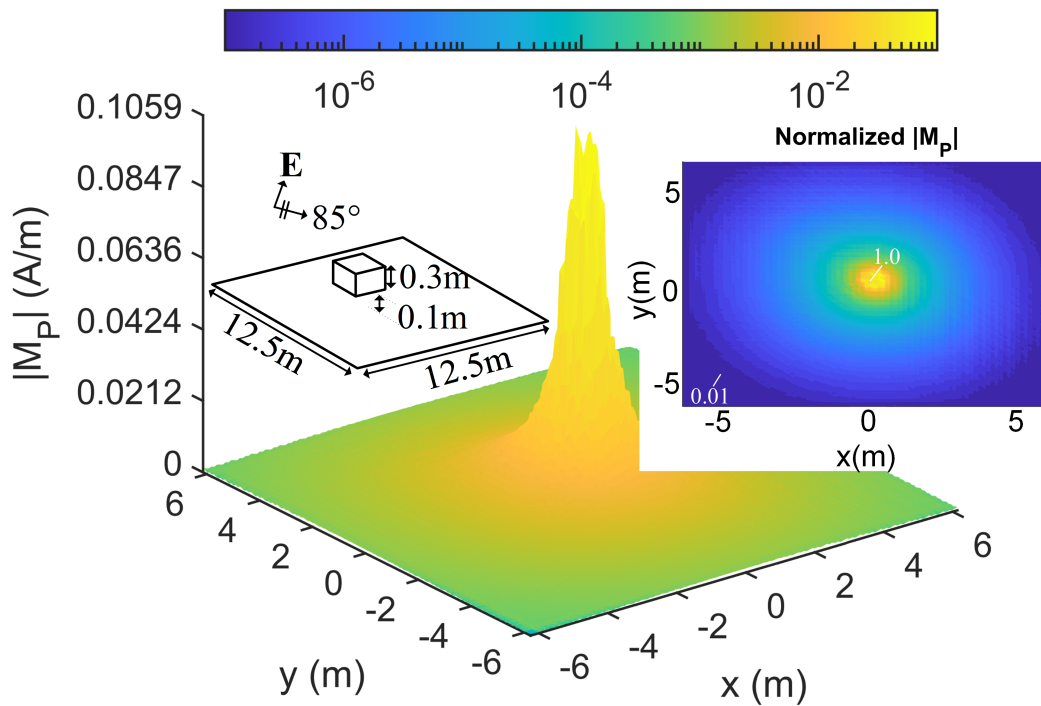 10^-6
10^-4
10^-2
0.1059
0.0847
0.0636
0.0424
0.0212
0
|M_P| (A/m)
E
85°
0.3m
0.1m
12.5m
12.5m
Normalized |M_P|
5
0
-5
y(m)
1.0
0.01
-5
0
5
x(m)
6
4
2
0
-2
-4
-6
y (m)
-6
-4
-2
0
2
4
6
x (m)